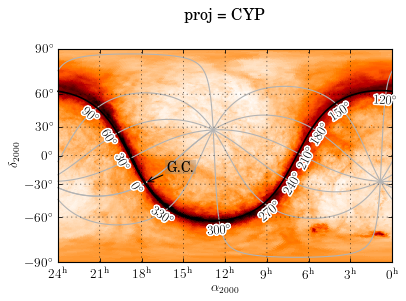 proj = CYP
90°
60°
30°
0°
−30°
−60°
−90°
δ2000
120°
150°
180°
210°
240°
270°
300°
330°
0°
30°
60°
90°
G.C.
24h
21h
18h
15h
12h
9h
6h
3h
0h
α2000